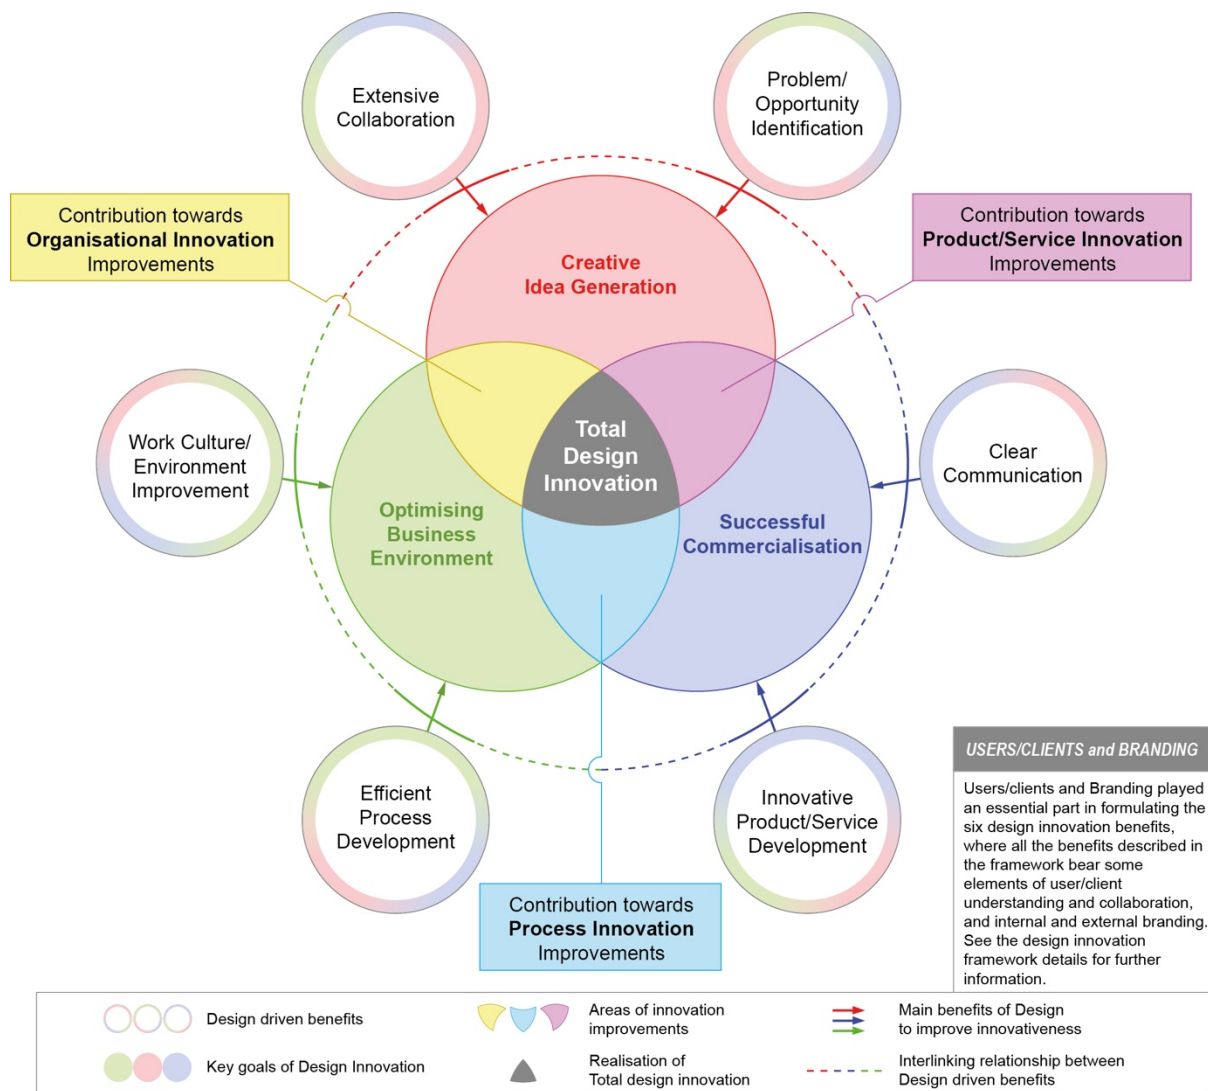 Extensive
Collaboration
Problem/
Opportunity
Identification
Contribution towards
Organisational Innovation
Improvements
Contribution towards
Product/Service Innovation
Improvements
Creative
Idea Generation
Work Culture/
Environment
Improvement
Total
Design
Innovation
Clear
Communication
Optimising
Business
Environment
Successful
Commercialisation
Efficient
Process
Development
Innovative
Product/Service
Development
Contribution towards
Process Innovation
Improvements
USERS/CLIENTS and BRANDING
Users/clients and Branding played
an essential part in formulating the
six design innovation benefits,
where all the benefits described in
the framework bear some
elements of user/client
understanding and collaboration,
and internal and external branding.
See the design innovation
framework details for further
information.
Design driven benefits
Key goals of Design Innovation
Areas of innovation
improvements
Realisation of
Total design innovation
Main benefits of Design
to improve innovativeness
Interlinking relationship between
Design driven benefits